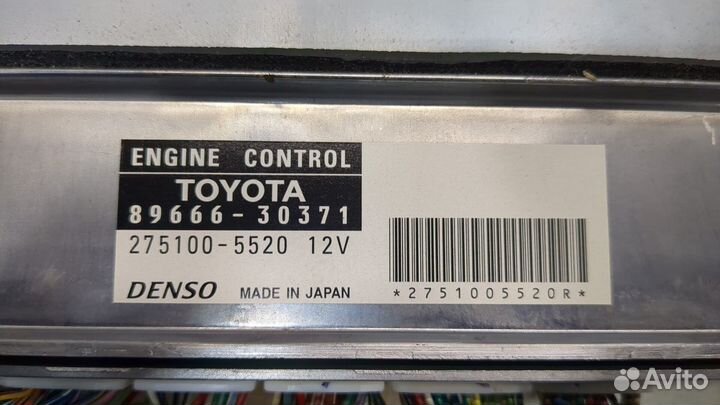 ENGINE CONTROL
TOYOTA
89666-30371
275100-5520 12V
DENSO MADE IN JAPAN
*2751005520R*
Avito